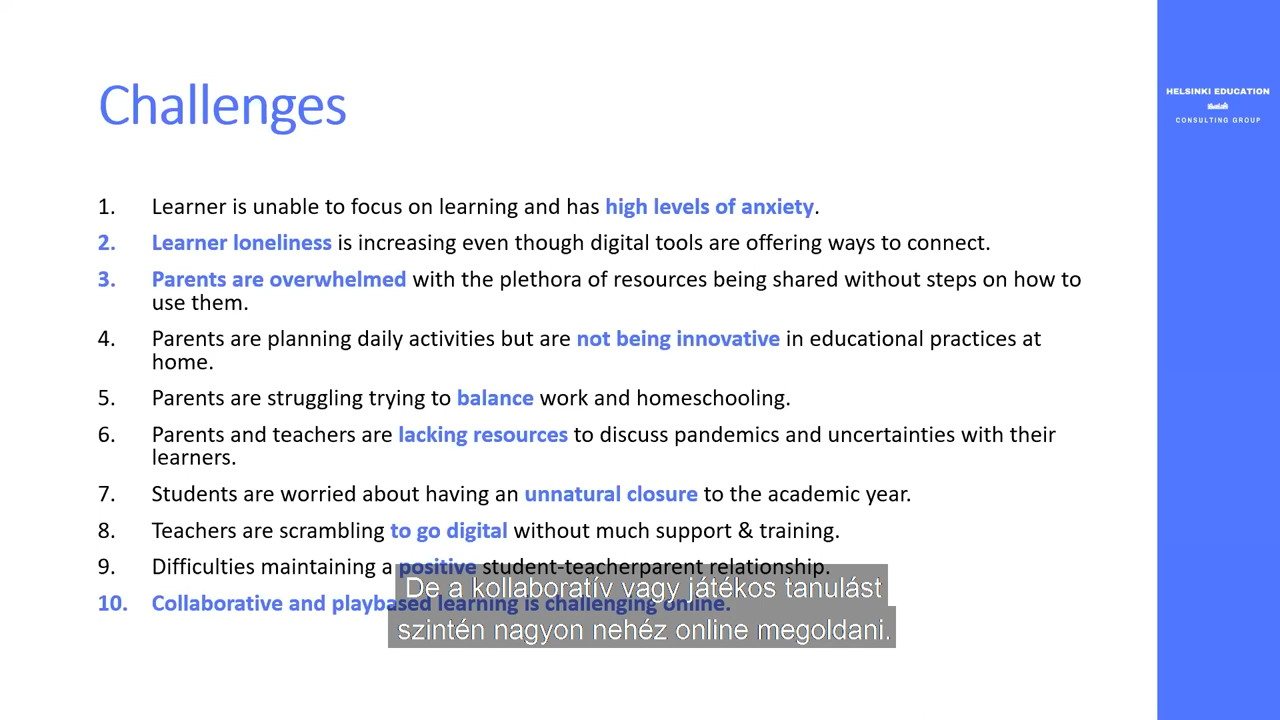 Challenges
HELSINKI EDUCATION
CONSULTING GROUP
1. Learner is unable to focus on learning and has high levels of anxiety.
2. Learner loneliness is increasing even though digital tools are offering ways to connect.
3. Parents are overwhelmed with the plethora of resources being shared without steps on how to
use them.
4. Parents are planning daily activities but are not being innovative in educational practices at
home.
5. Parents are struggling trying to balance work and homeschooling.
6. Parents and teachers are lacking resources to discuss pandemics and uncertainties with their
learners.
7. Students are worried about having an unnatural closure to the academic year.
8. Teachers are scrambling to go digital without much support & training.
9. Difficulties maintaining a positive student-teacherparent relationship.
10. Collaborative and playbased learning is challenging online.
De a kollaboratív vagy játékos tanulást
szintén nagyon nehéz online megoldani.